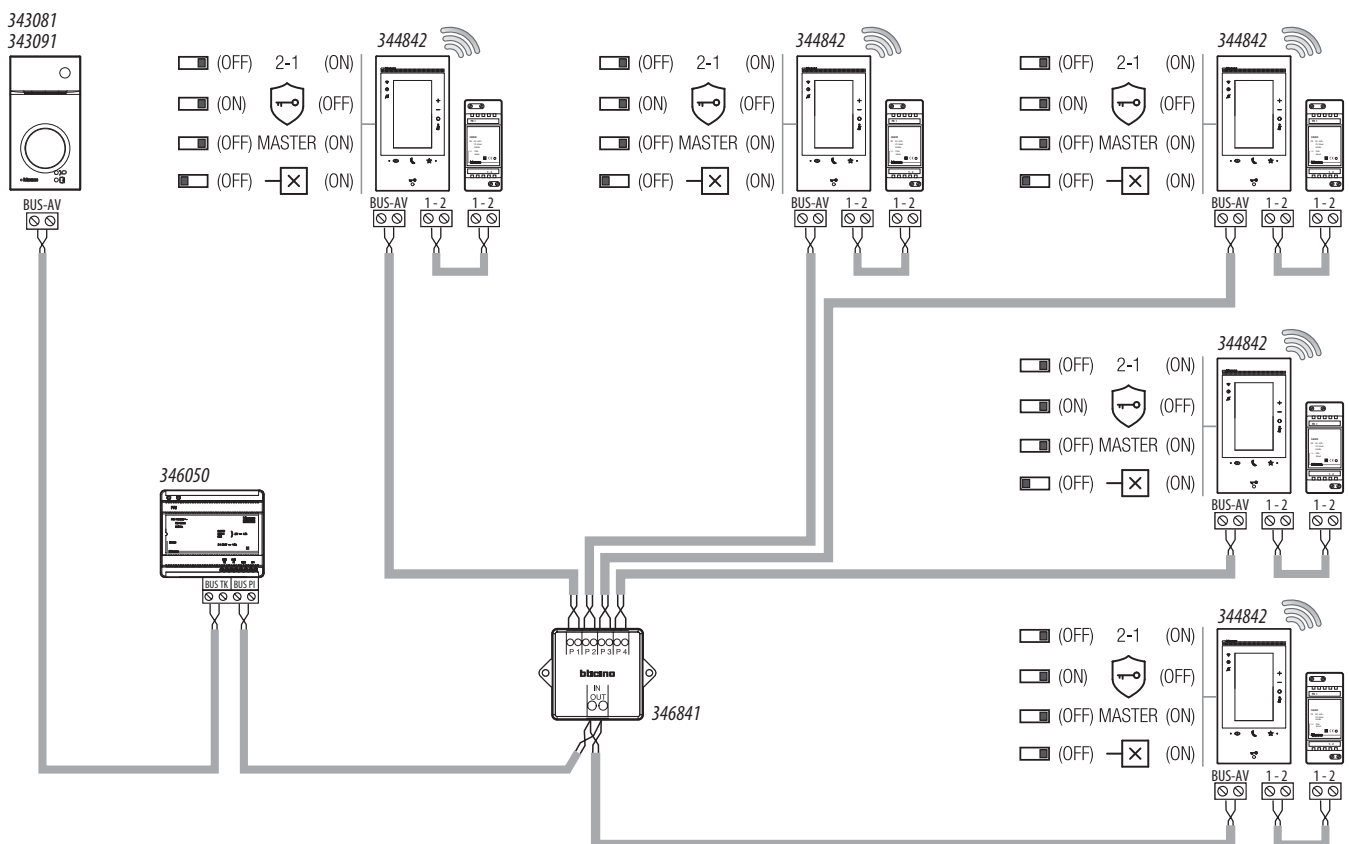 343081
343091
BUS-AV
344842
(OFF) 2-1 (ON)
(ON) (OFF)
(OFF) MASTER (ON)
(OFF) (ON)
BUS-AV 1 - 2 1 - 2
344842
(OFF) 2-1 (ON)
(ON) (OFF)
(OFF) MASTER (ON)
(OFF) (ON)
BUS-AV 1 - 2 1 - 2
344842
(OFF) 2-1 (ON)
(ON) (OFF)
(OFF) MASTER (ON)
(OFF) (ON)
BUS-AV 1 - 2 1 - 2
344842
(OFF) 2-1 (ON)
(ON) (OFF)
(OFF) MASTER (ON)
(OFF) (ON)
BUS-AV 1 - 2 1 - 2
346050
BUS TK BUS PI
P 1 P 2 P 3 P 4
bticino
IN
OUT
346841
344842
(OFF) 2-1 (ON)
(ON) (OFF)
(OFF) MASTER (ON)
(OFF) (ON)
BUS-AV 1 - 2 1 - 2